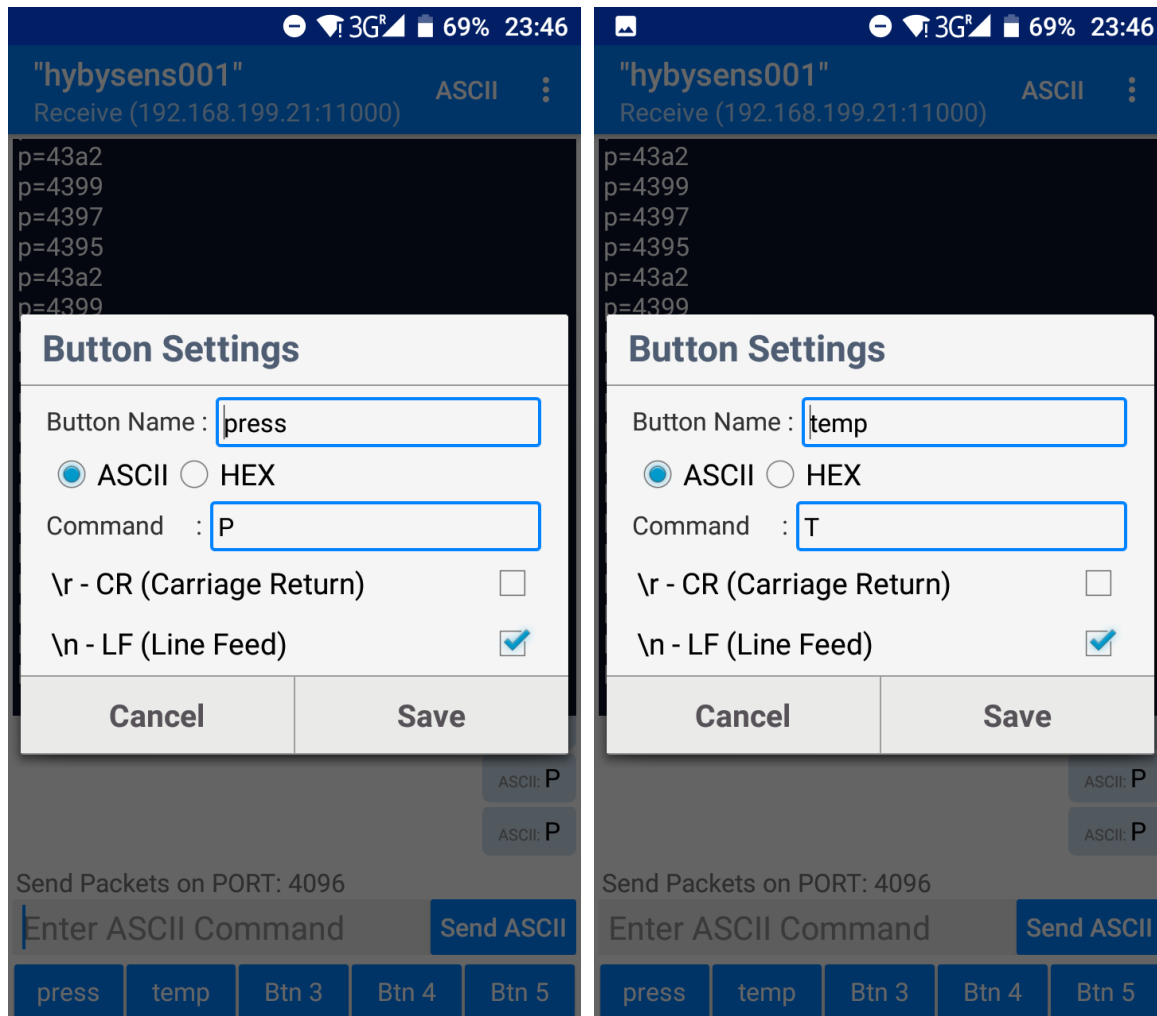 3G R 69% 23:46
"hybysens001"
ASCII
Receive (192.168.199.21:11000)
p=43a2
p=4399
p=4397
p=4395
p=43a2
p=4399
Button Settings
Button Name : press
ASCII HEX
Command : P
\r - CR (Carriage Return)
\n - LF (Line Feed)
Cancel Save
ASCII: P
ASCII: P
Send Packets on PORT: 4096
Enter ASCII Command Send ASCII
press temp Btn 3 Btn 4 Btn 5
3G R 69% 23:46
"hybysens001"
ASCII
Receive (192.168.199.21:11000)
p=43a2
p=4399
p=4397
p=4395
p=43a2
p=4399
Button Settings
Button Name : temp
ASCII HEX
Command : T
\r - CR (Carriage Return)
\n - LF (Line Feed)
Cancel Save
ASCII: P
ASCII: P
Send Packets on PORT: 4096
Enter ASCII Command Send ASCII
press temp Btn 3 Btn 4 Btn 5